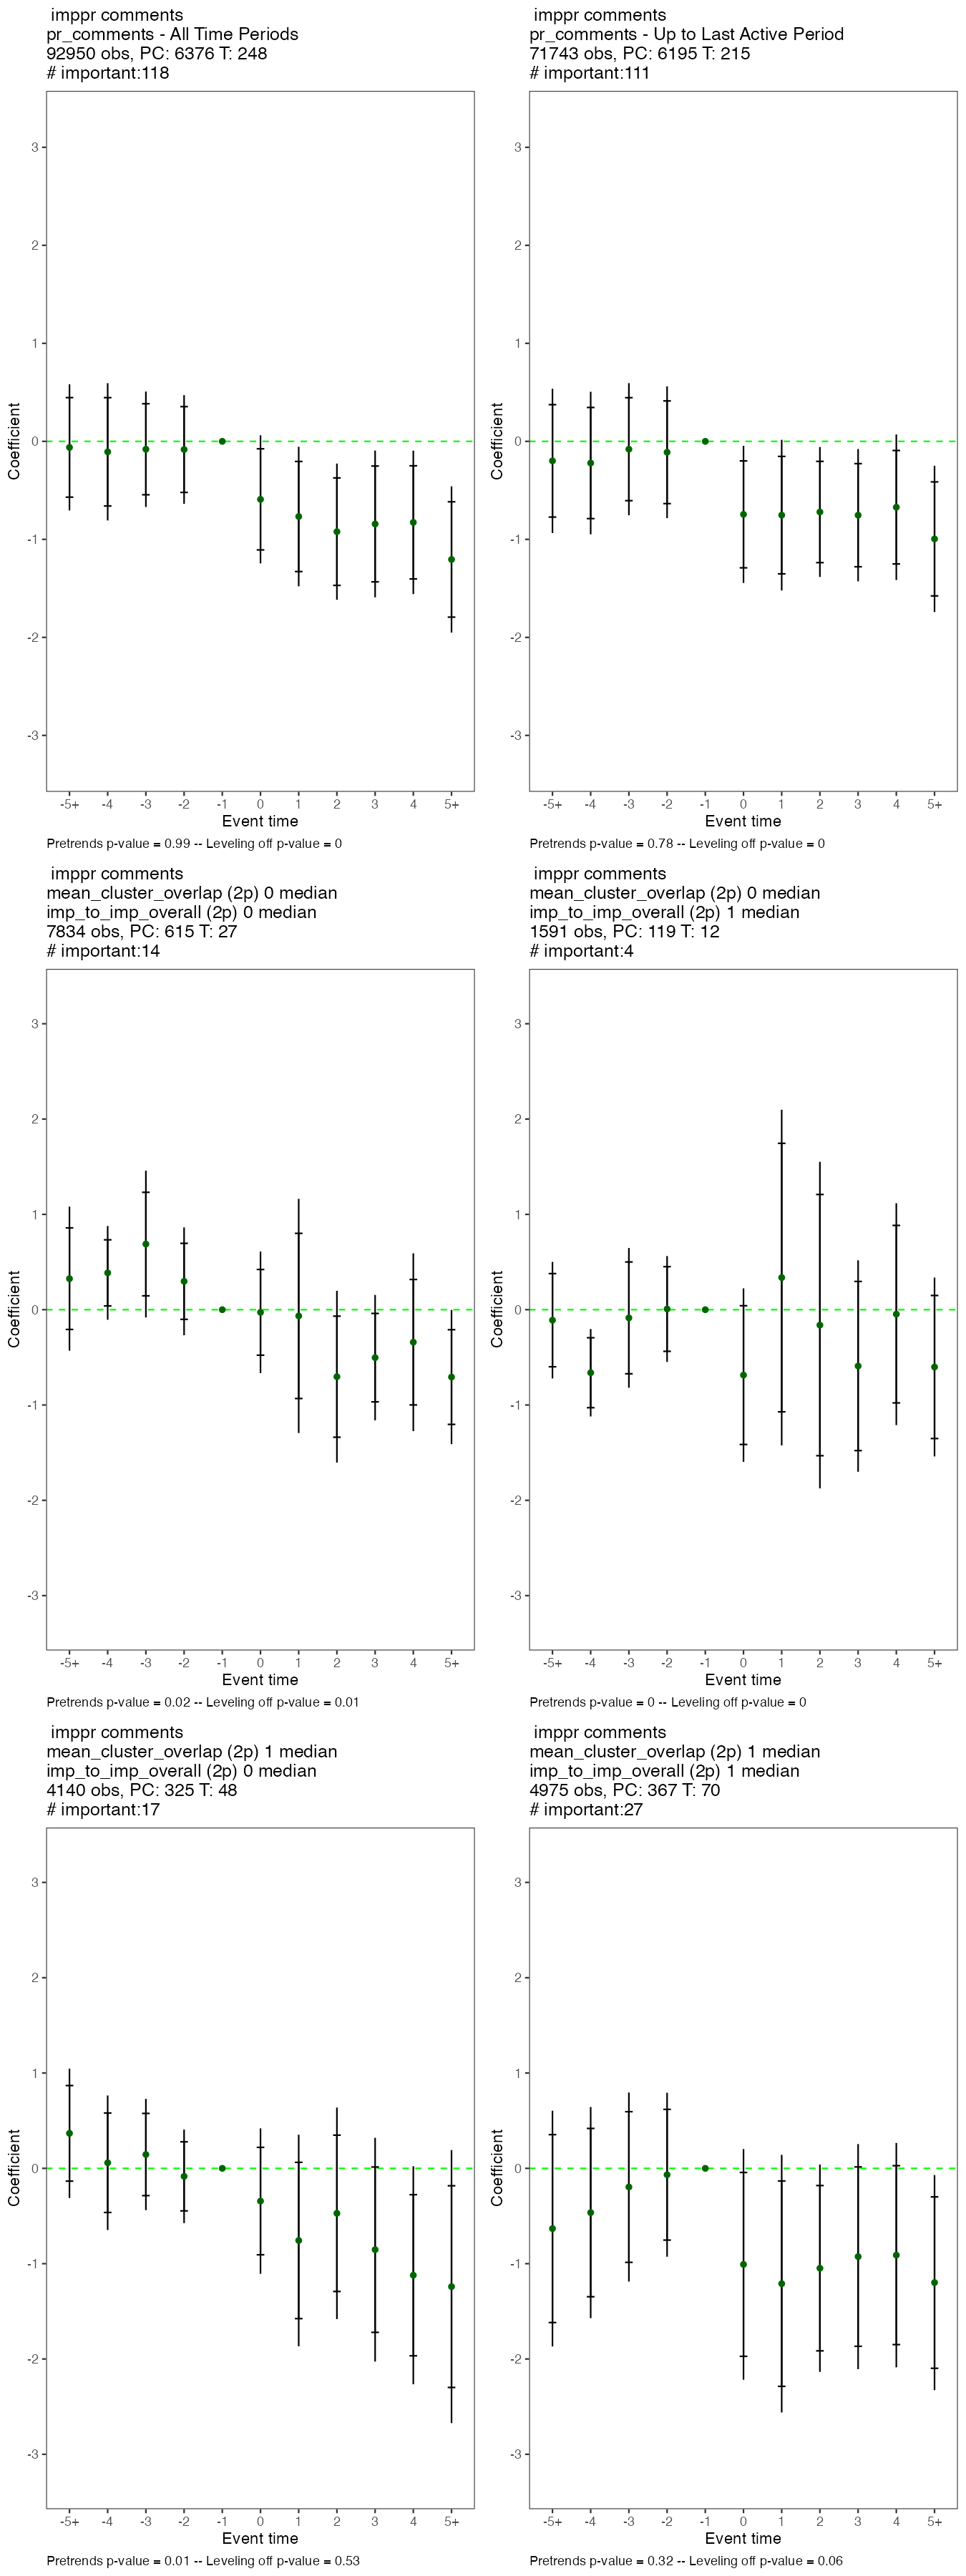 imppr comments
pr_comments - All Time Periods
92950 obs, PC: 6376 T: 248
# important:118
3
2
1
0
-1
-2
-3
Coefficient
-5+ -4 -3 -2 -1 0 1 2 3 4 5+
Event time
Pretrends p-value = 0.99 -- Leveling off p-value = 0
imppr comments
pr_comments - Up to Last Active Period
71743 obs, PC: 6195 T: 215
# important:111
3
2
1
0
-1
-2
-3
Coefficient
-5+ -4 -3 -2 -1 0 1 2 3 4 5+
Event time
Pretrends p-value = 0.78 -- Leveling off p-value = 0
imppr comments
mean_cluster_overlap (2p) 0 median
imp_to_imp_overall (2p) 0 median
7834 obs, PC: 615 T: 27
# important:14
3
2
1
0
-1
-2
-3
Coefficient
-5+ -4 -3 -2 -1 0 1 2 3 4 5+
Event time
Pretrends p-value = 0.02 -- Leveling off p-value = 0.01
imppr comments
mean_cluster_overlap (2p) 0 median
imp_to_imp_overall (2p) 1 median
1591 obs, PC: 119 T: 12
# important:4
3
2
1
0
-1
-2
-3
Coefficient
-5+ -4 -3 -2 -1 0 1 2 3 4 5+
Event time
Pretrends p-value = 0 -- Leveling off p-value = 0
imppr comments
mean_cluster_overlap (2p) 1 median
imp_to_imp_overall (2p) 0 median
4140 obs, PC: 325 T: 48
# important:17
3
2
1
0
-1
-2
-3
Coefficient
-5+ -4 -3 -2 -1 0 1 2 3 4 5+
Event time
Pretrends p-value = 0.01 -- Leveling off p-value = 0.53
imppr comments
mean_cluster_overlap (2p) 1 median
imp_to_imp_overall (2p) 1 median
4975 obs, PC: 367 T: 70
# important:27
3
2
1
0
-1
-2
-3
Coefficient
-5+ -4 -3 -2 -1 0 1 2 3 4 5+
Event time
Pretrends p-value = 0.32 -- Leveling off p-value = 0.06